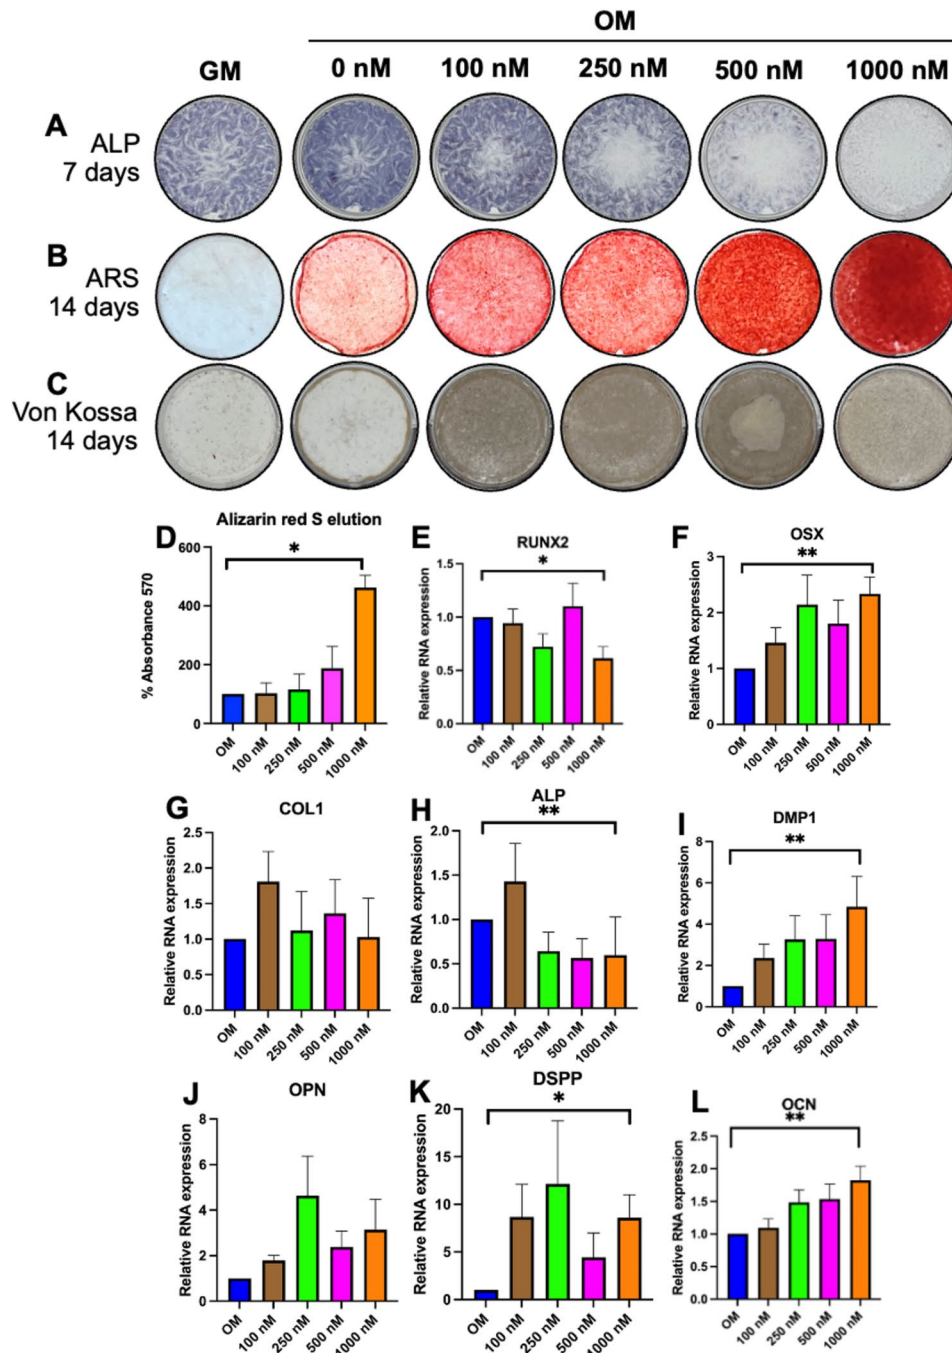 OM
GM 0 nM 100 nM 250 nM 500 nM 1000 nM
A ALP
7 days
B ARS
14 days
C
Von Kossa
14 days
D Alizarin red S elution
*
% Absorbance 570
600
400
200
0
OM 100 nM 250 nM 500 nM 1000 nM
E RUNX2
*
Relative RNA expression
1.5
1.0
0.5
0.0
OM 100 nM 250 nM 500 nM 1000 nM
F OSX
**
Relative RNA expression
3
2
1
0
OM 100 nM 250 nM 500 nM 1000 nM
G COL1
Relative RNA expression
2.5
2.0
1.5
1.0
0.5
0.0
OM 100 nM 250 nM 500 nM 1000 nM
H ALP
**
Relative RNA expression
2.0
1.5
1.0
0.5
0.0
OM 100 nM 250 nM 500 nM 1000 nM
I DMP1
**
Relative RNA expression
8
6
4
2
0
OM 100 nM 250 nM 500 nM 1000 nM
J OPN
Relative RNA expression
8
6
4
2
0
OM 100 nM 250 nM 500 nM 1000 nM
K DSPP
*
Relative RNA expression
20
15
10
5
0
OM 100 nM 250 nM 500 nM 1000 nM
L OCN
**
Relative RNA expression
2.5
2.0
1.5
1.0
0.5
0.0
OM 100 nM 250 nM 500 nM 1000 nM